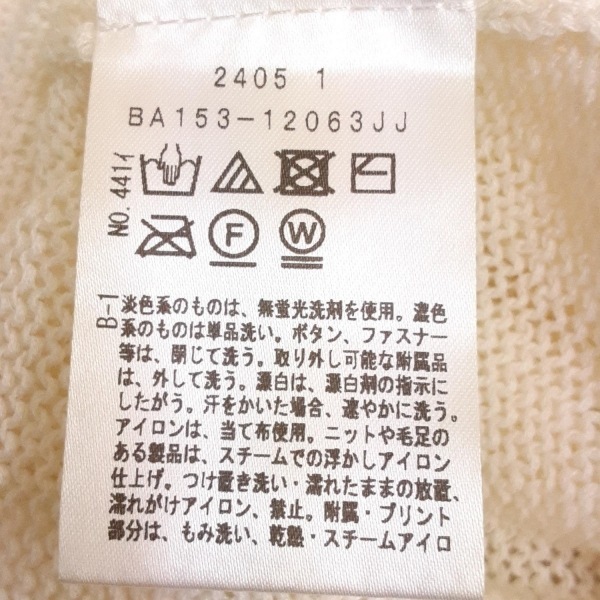 2405 1
BA153-12063JJ
NO.441イ
F
W
B-1
淡色系のものは、無蛍光洗剤を使用。濃色
系のものは単品洗い。ボタン、ファスナー
等は、閉じて洗う。取り外し可能な附属品
は、外して洗う。漂白は、漂白剤の指示に
したがう。汗をかいた場合、速やかに洗う。
アイロンは、当て布使用。ニットや毛足の
ある製品は、スチームでの浮かしアイロン
仕上げ。つけ置き洗い・濡れたままの放置、
濡れがけアイロン、禁止。附属・プリント
部分は、もみ洗い、乾熱・スチームアイロ